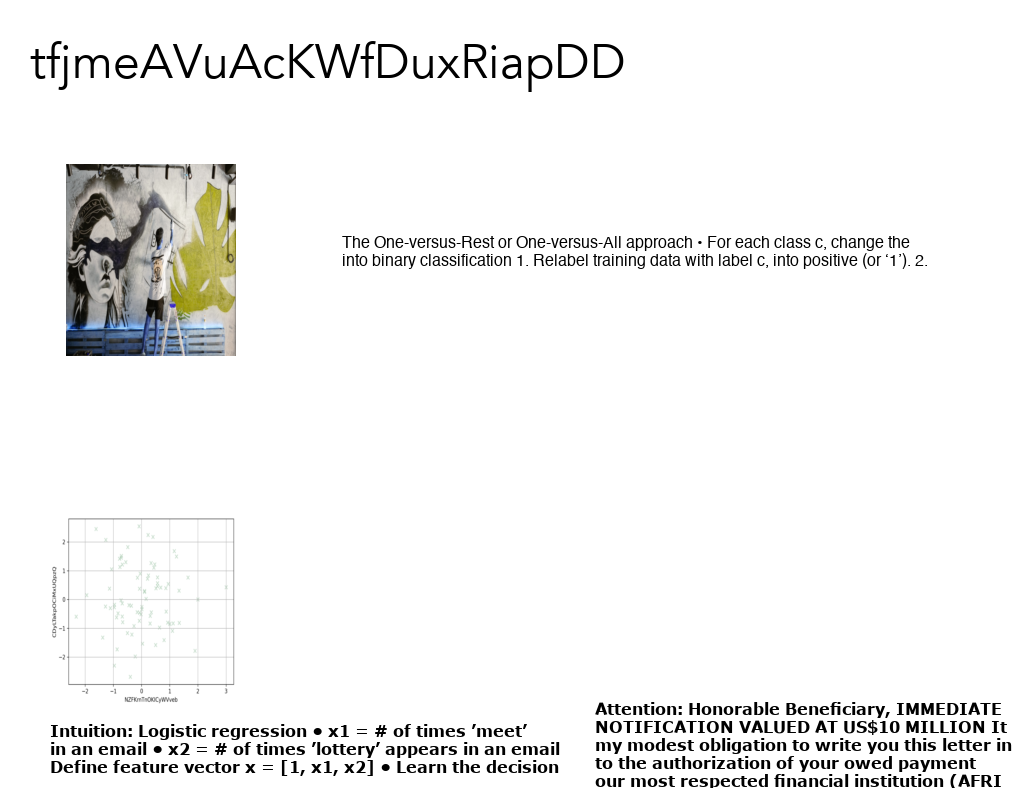 tfjmeAVuAcKWfDuxRiapDD
The One-versus-Rest or One-versus-All approach • For each class c, change the
into binary classification 1. Relabel training data with label c, into positive (or ‘1’). 2.
2
1
0
−1
−2
−2 −1 0 1 2 3
Intuition: Logistic regression • x1 = # of times ’meet’
in an email • x2 = # of times ’lottery’ appears in an email
Define feature vector x = [1, x1, x2] • Learn the decision
Attention: Honorable Beneficiary, IMMEDIATE
NOTIFICATION VALUED AT US$10 MILLION It
my modest obligation to write you this letter in
to the authorization of your owed payment
our most respected financial institution (AFRI